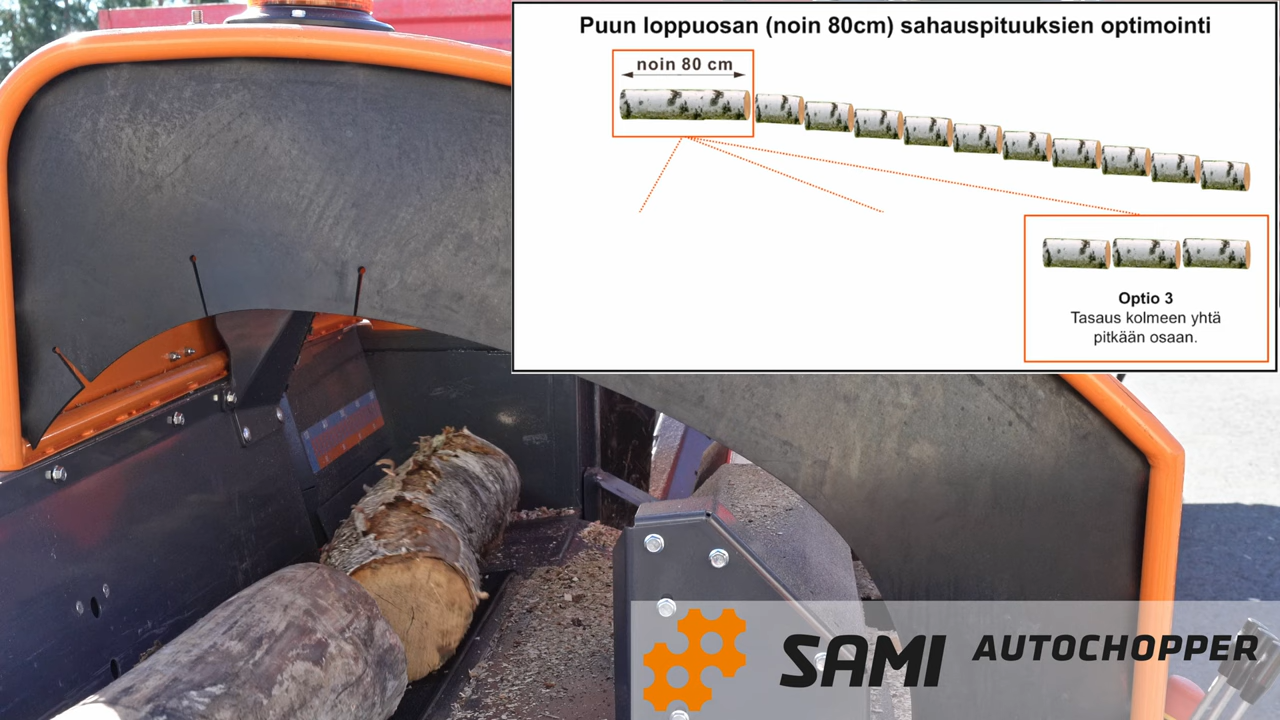 Puun loppuosan (noin 80cm) sahauspituuksien optimointi
noin 80 cm
Optio 3
Tasaus kolmeen yhtä
pitkään osaan.
SAMI AUTOCHOPPER